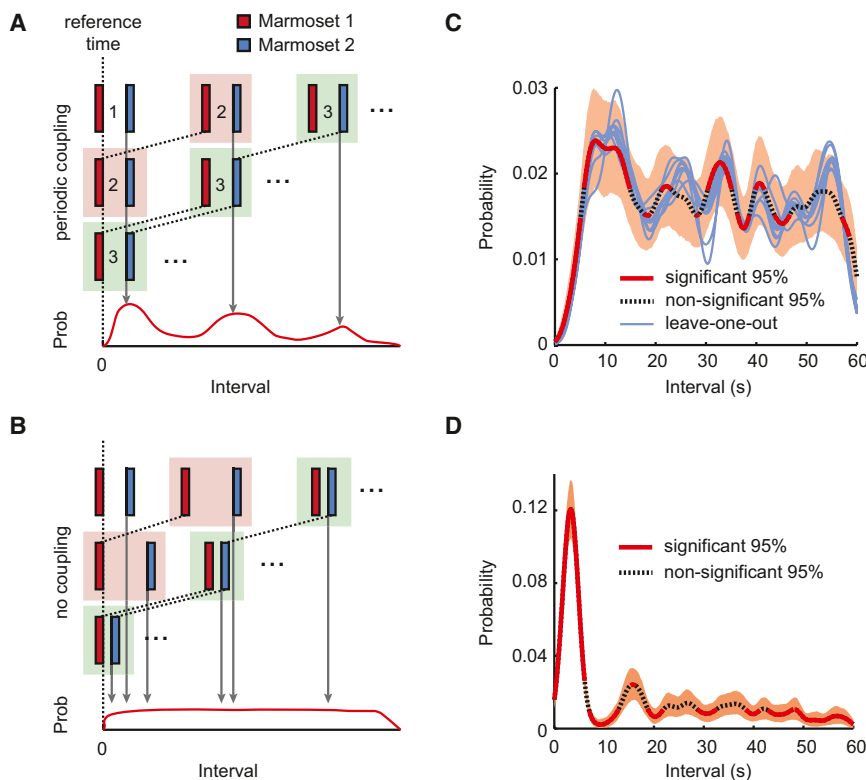 A
reference
time
Marmoset 1
Marmoset 2
periodic coupling
1
2
3
...
2
3
...
3
...
Prob
0
Interval
B
no coupling
...
...
...
Prob
0
Interval
C
Probability
0.03
0.02
0.01
0
significant 95%
non-significant 95%
leave-one-out
0 10 20 30 40 50 60
Interval (s)
D
Probability
0.12
0.08
0.04
0
significant 95%
non-significant 95%
0 10 20 30 40 50 60
Interval (s)